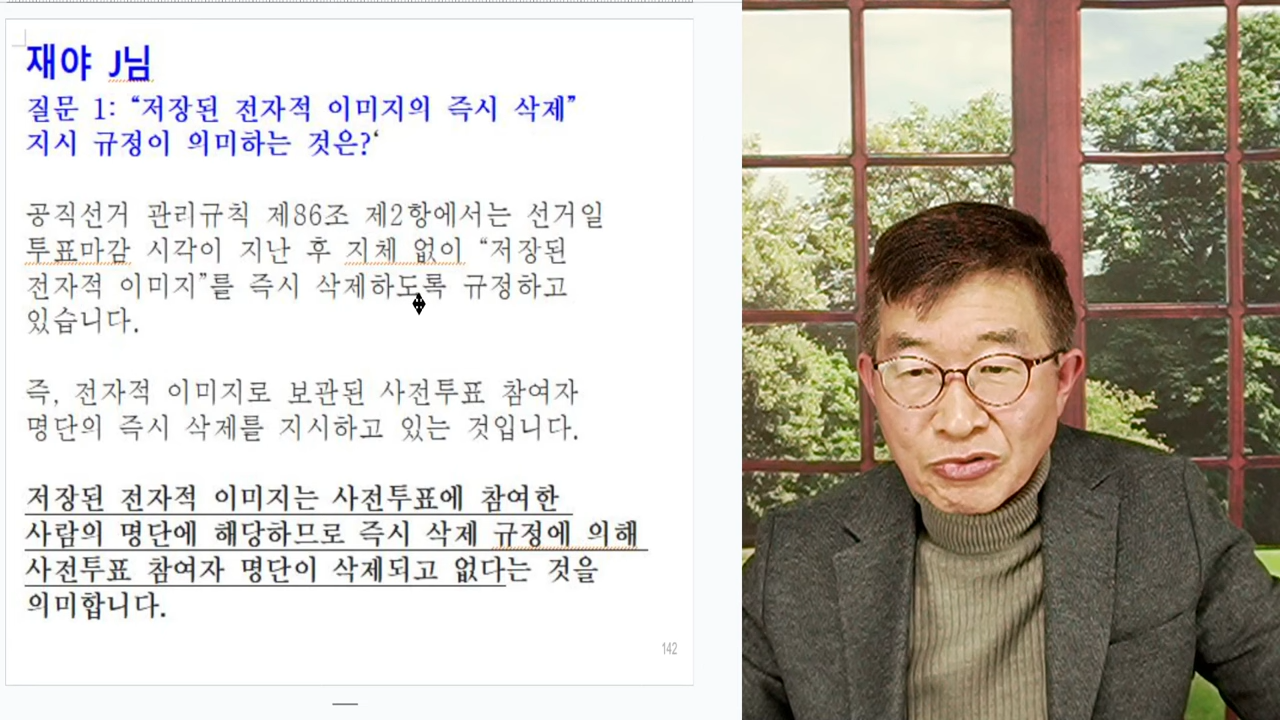 재야 J님
질문 1: “저장된 전자적 이미지의 즉시 삭제”
지시 규정이 의미하는 것은?‘
공직선거 관리규칙 제86조 제2항에서는 선거일
투표마감 시각이 지난 후 지체 없이 “저장된
전자적 이미지”를 즉시 삭제하도록 규정하고
있습니다.
즉, 전자적 이미지로 보관된 사전투표 참여자
명단의 즉시 삭제를 지시하고 있는 것입니다.
저장된 전자적 이미지는 사전투표에 참여한
사람의 명단에 해당하므로 즉시 삭제 규정에 의해
사전투표 참여자 명단이 삭제되고 없다는 것을
의미합니다.
142